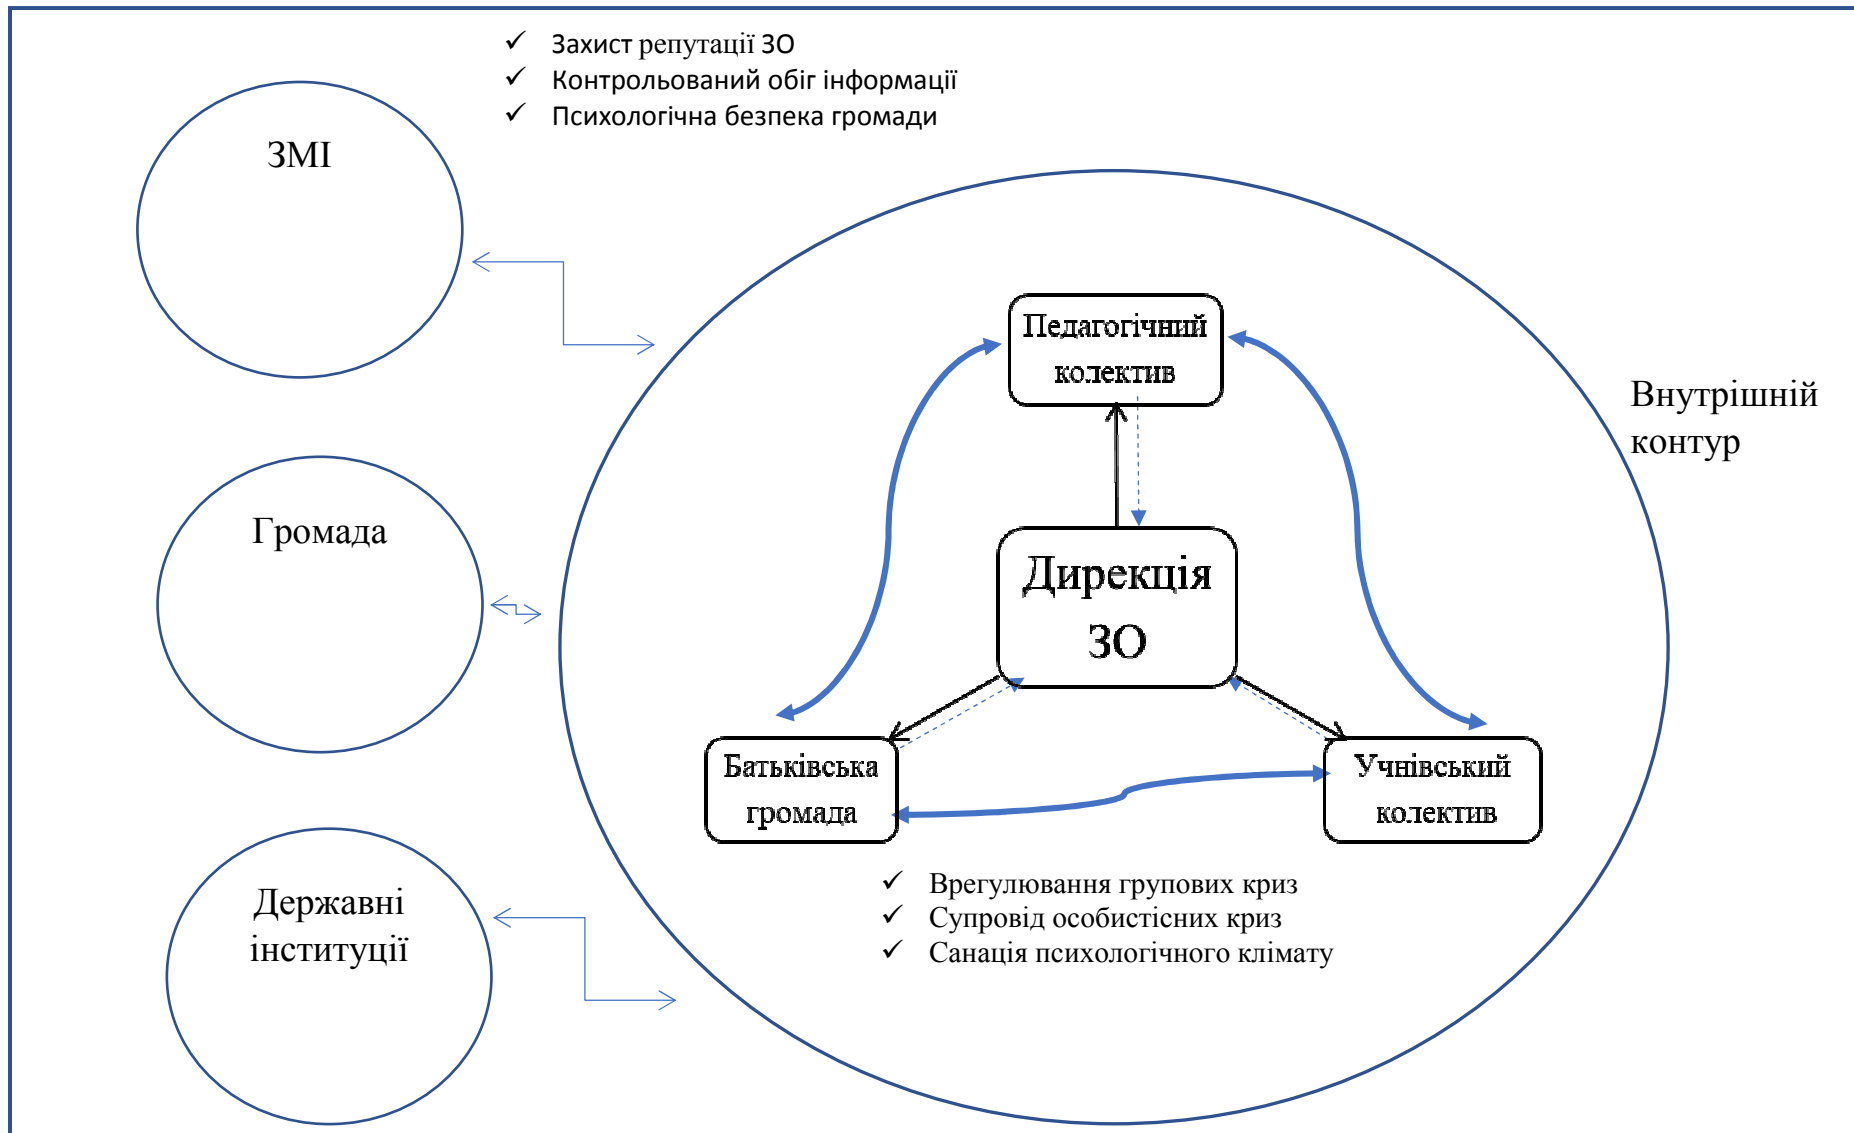 ✓ Захист репутації ЗО
✓ Контрольований обіг інформації
✓ Психологічна безпека громади
ЗМІ
Громада
Державні
інституції
Внутрішній
контур
Педагогічний
колектив
Дирекція
ЗО
Батьківська
громада
Учнівський
колектив
✓ Врегулювання групових криз
✓ Супровід особистісних криз
✓ Санація психологічного клімату